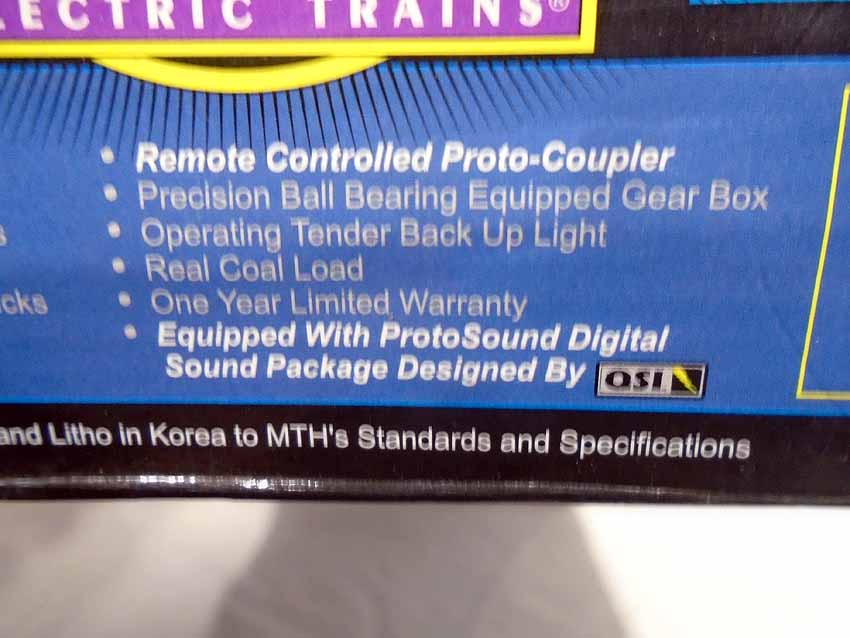 ECTRIC TRAINS®
Remote Controlled Proto-Coupler
Precision Ball Bearing Equipped Gear Box
s
Operating Tender Back Up Light
Real Coal Load
cks
One Year Limited Warranty
Equipped With ProtoSound Digital
Sound Package Designed By QSI
and Litho in Korea to MTH's Standards and Specifications